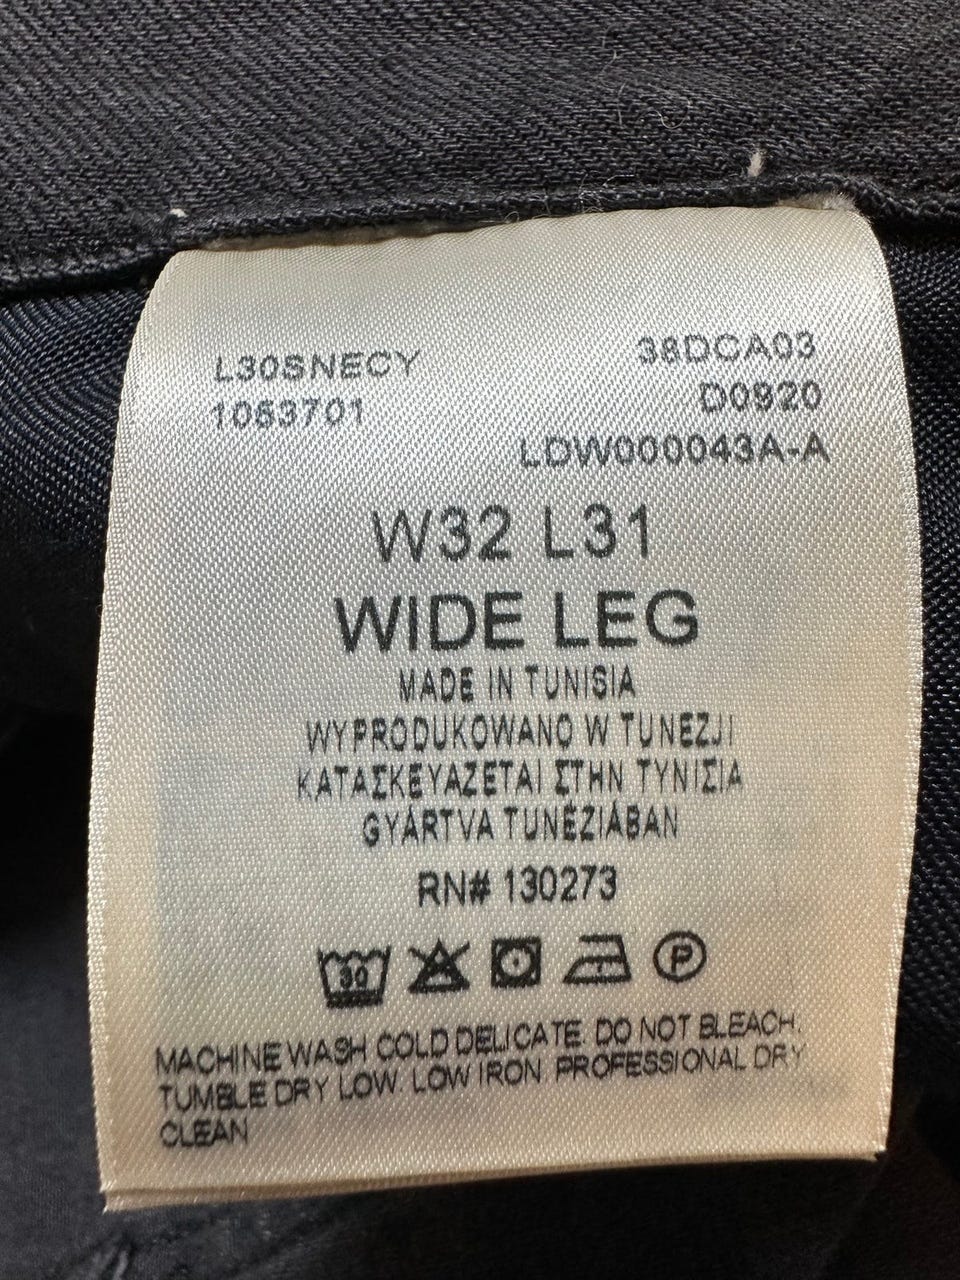 L30SNECY
1053701
38DCA03
D0920
LDW000043A-A
W32 L31
WIDE LEG
MADE IN TUNISIA
WYPRODUKOWANO W TUNEZJI
ΚΑΤΑΣΚΕΥΑΖΕΤΑΙ ΣΤΗΝ ΤΥΝΙΣΙΑ
GYÁRTVA TUNÉZIÁBAN
RN# 130273
30 P
MACHINE WASH COLD DELICATE. DO NOT BLEACH.
TUMBLE DRY LOW. LOW IRON. PROFESSIONAL DRY
CLEAN